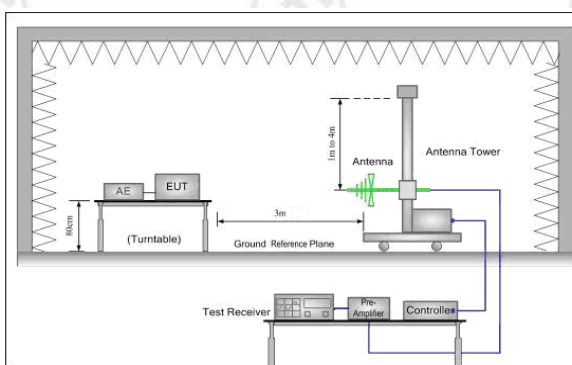 1m to 4m
Antenna
Antenna Tower
AE
EUT
80cm
(Turntable)
3m
Ground Reference Plane
Test Receiver
Pre-
Amplifier
Controller